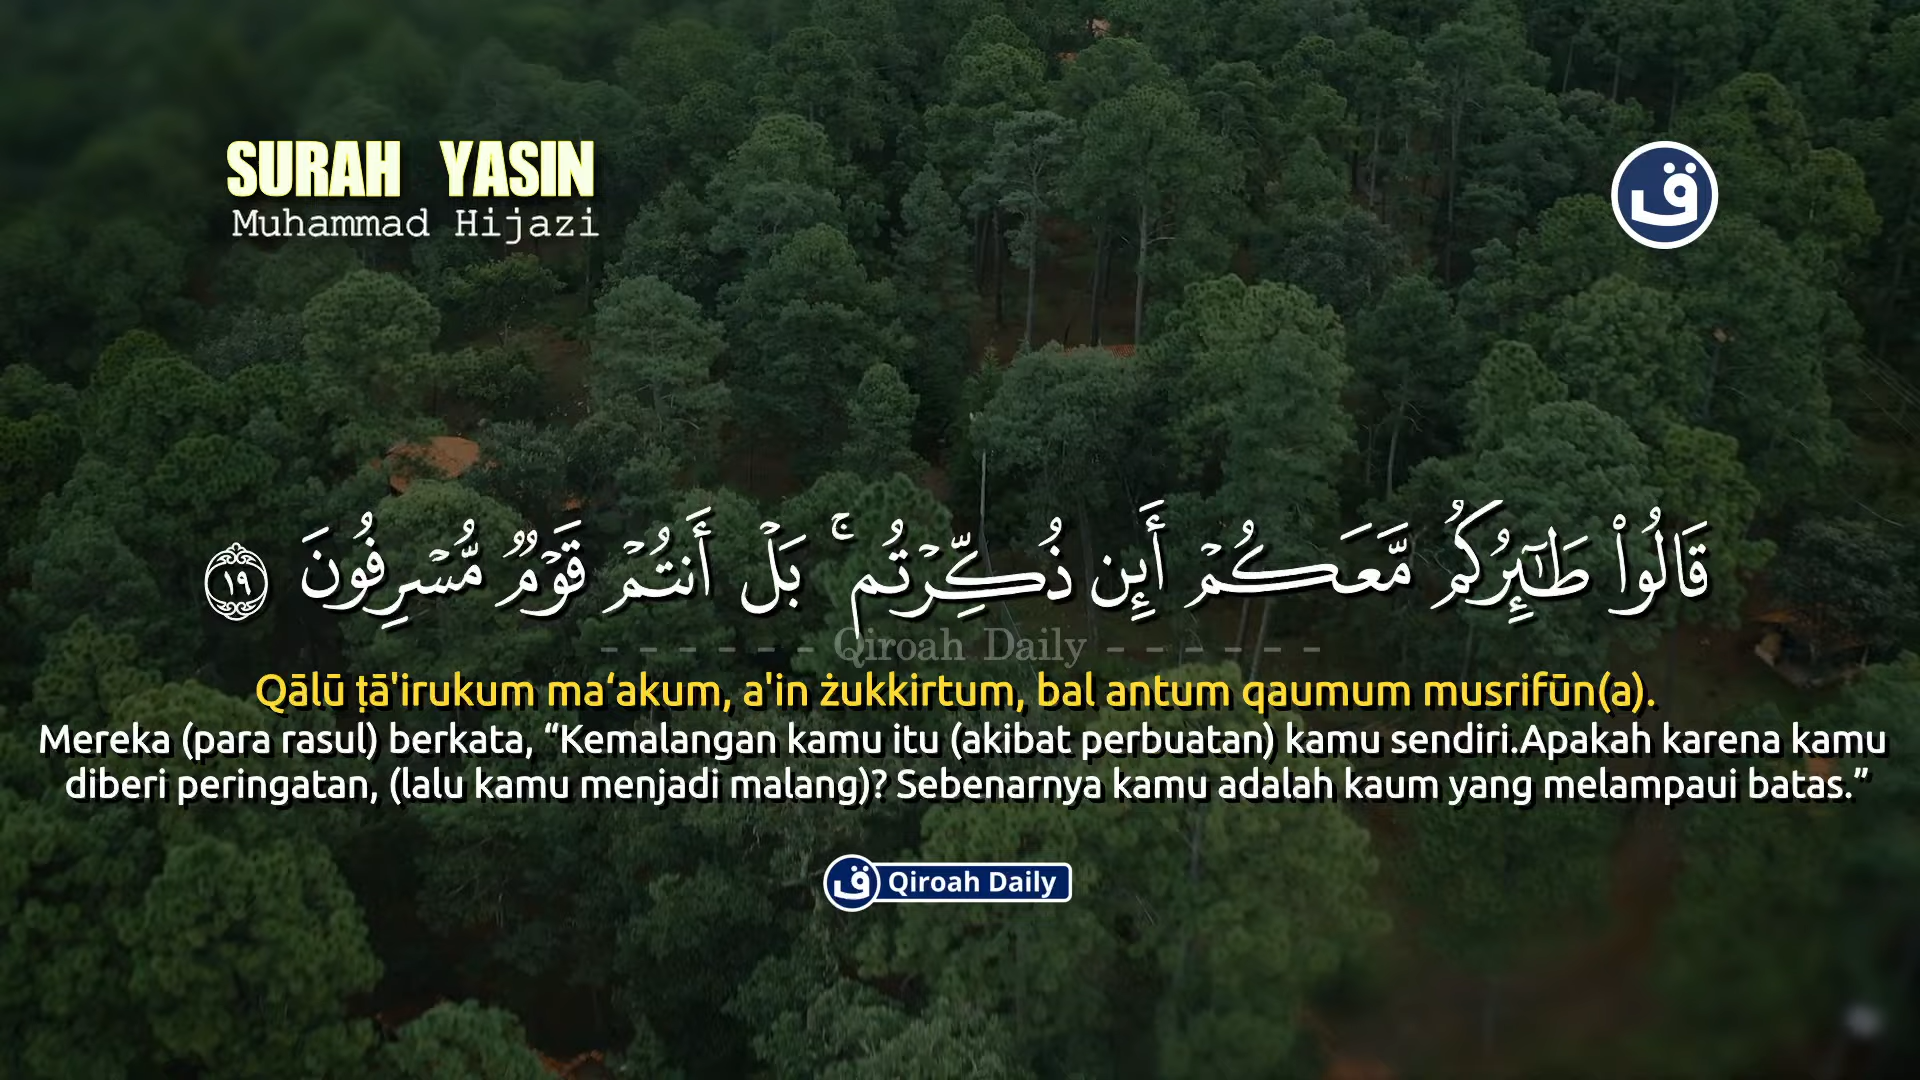 SURAH YASIN
Muhammad Hijazi
ق
قَالُوا۟ طَـٰٓئِرُكُم مَّعَكُمْ أَئِن ذُكِّرْتُم ۚ بَلْ أَنتُمْ قَوْمٌ مُّسْرِفُونَ ١٩
------ Qiroah Daily ------
Qālū ṭā'irukum ma‘akum, a'in żukkirtum, bal antum qaumum musrifūn(a).
Mereka (para rasul) berkata, “Kemalangan kamu itu (akibat perbuatan) kamu sendiri.Apakah karena kamu
diberi peringatan, (lalu kamu menjadi malang)? Sebenarnya kamu adalah kaum yang melampaui batas.”
ق Qiroah Daily